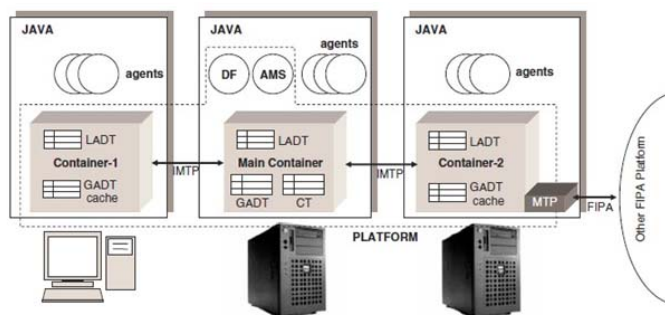 JAVA
agents
LADT
Container-1
GADT
cache
IMTP
JAVA
DF
AMS
agents
LADT
Main Container
GADT
CT
IMTP
JAVA
agents
LADT
Container-2
GADT
cache
MTP
FIPA
Other FIPA Platform
PLATFORM